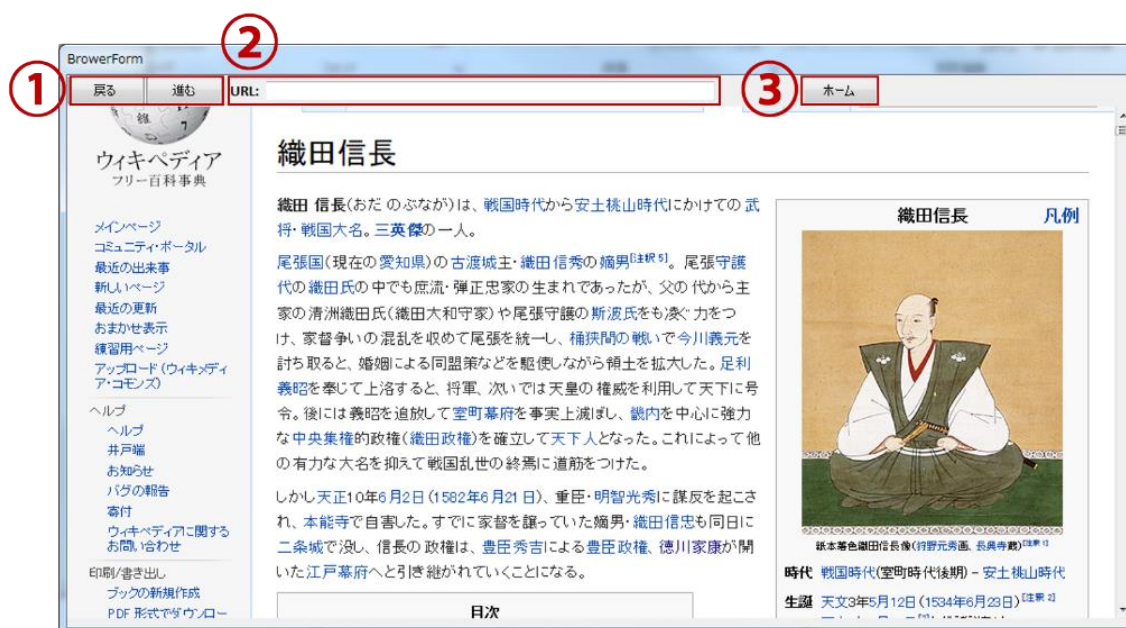 ②
BrowerForm
① 戻る 進む URL: ③ ホーム
維 7
ウィキペディア
フリー百科事典
メインページ
コミュニティ・ポータル
最近の出来事
新しいページ
最近の更新
おまかせ表示
練習用ページ
アップロード (ウィキメディ
ア・コモンズ)
ヘルプ
ヘルプ
井戸端
お知らせ
バグの報告
寄付
ウィキペディアに関する
お問い合わせ
印刷/書き出し
ブックの新規作成
PDF 形式でダウンロー
織田信長
織田 信長(おだ のぶなが)は、戦国時代から安土桃山時代にかけての武
将・戦国大名。三英傑の一人。
尾張国(現在の愛知県)の古渡城主・織田信秀の嫡男[注釈 5]。尾張守護
代の織田氏の中でも庶流・弾正忠家の生まれであったが、父の代から主
家の清洲織田氏(織田大和守家)や尾張守護の斯波氏をも凌ぐ力をつ
け、家督争いの混乱を収めて尾張を統一し、桶狭間の戦いで今川義元を
討ち取ると、婚姻による同盟策などを駆使しながら領土を拡大した。足利
義昭を奉じて上洛すると、将軍、次いでは天皇の権威を利用して天下に号
令。後には義昭を追放して室町幕府を事実上滅ぼし、畿内を中心に強力
な中央集権的政権(織田政権)を確立して天下人となった。これによって他
の有力な大名を抑えて戦国乱世の終焉に道筋をつけた。
しかし天正10年6月2日(1582年6月21日)、重臣・明智光秀に謀反を起こさ
れ、本能寺で自害した。すでに家督を譲っていた嫡男・織田信忠も同日に
二条城で没し、信長の政権は、豊臣秀吉による豊臣政権、徳川家康が開
いた江戸幕府へと引き継がれていくことになる。
目次
織田信長 凡例
紙本著色織田信長像(狩野元秀画、長興寺蔵)[注釈 1]
時代 戦国時代(室町時代後期) - 安土桃山時代
生誕 天文3年5月12日(1534年6月23日)[注釈 2]